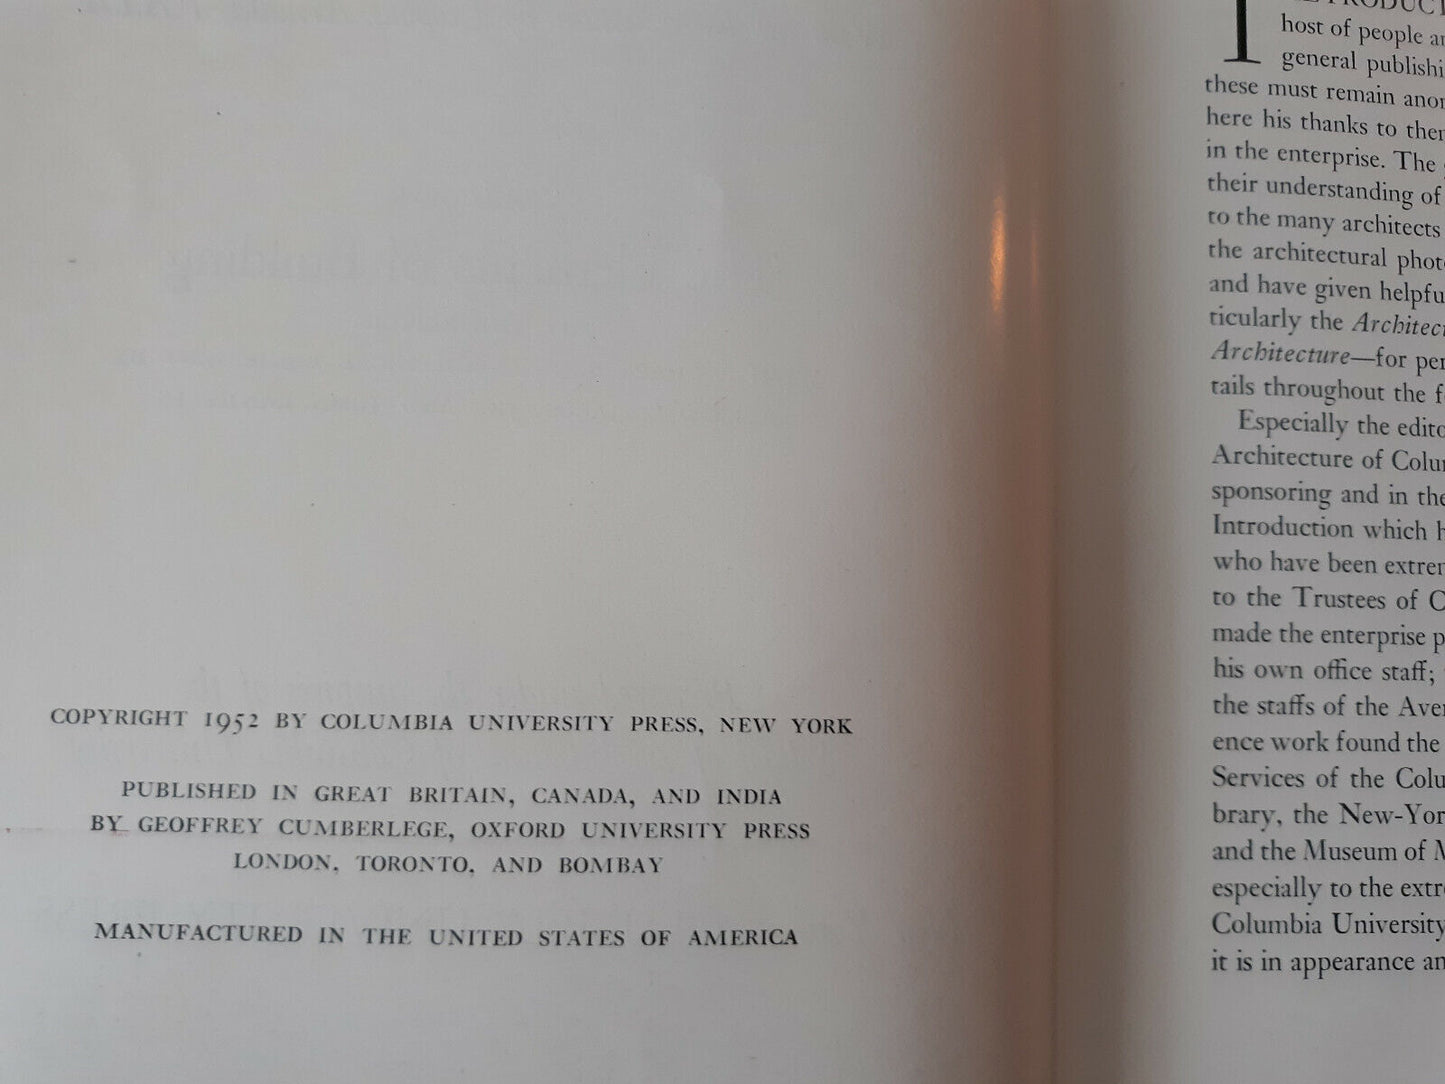 COPYRIGHT 1952 BY COLUMBIA UNIVERSITY PRESS, NEW YORK
PUBLISHED IN GREAT BRITAIN, CANADA, AND INDIA
BY GEOFFREY CUMBERLEGE, OXFORD UNIVERSITY PRESS
LONDON, TORONTO, AND BOMBAY
MANUFACTURED IN THE UNITED STATES OF AMERICA
host of people
general
these must remain
here his thanks to
in the enterprise. The
their understanding of
to the many architects
the architectural
and have given
ticularly the
Architecture—for
tails throughout the
Especially the
Architecture of
sponsoring and in
Introduction which
who have been
to the Trustees of
made the enterprise
his own office staff;
the staffs of the
ence work found the
Services of the
brary, the
and the Museum of
especially to the
Columbia University
it is in appearance